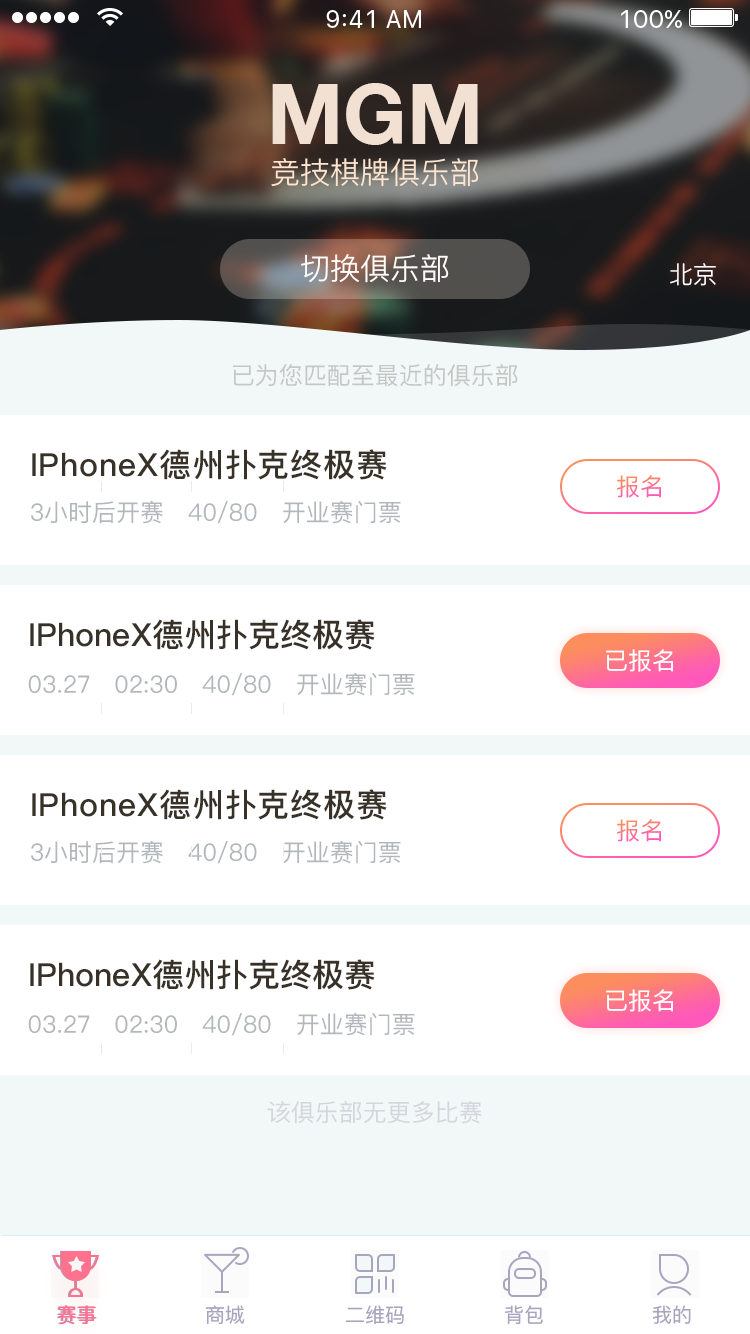 9:41 AM
100%
MGM
竞技棋牌俱乐部
切换俱乐部
北京
已为您匹配至最近的俱乐部
IPhoneX德州扑克终极赛
报名
3小时后开赛 40/80 开业赛门票
IPhoneX德州扑克终极赛
已报名
03.27 02:30 40/80 开业赛门票
IPhoneX德州扑克终极赛
报名
3小时后开赛 40/80 开业赛门票
IPhoneX德州扑克终极赛
已报名
03.27 02:30 40/80 开业赛门票
该俱乐部无更多比赛
赛事 商城 二维码 背包 我的